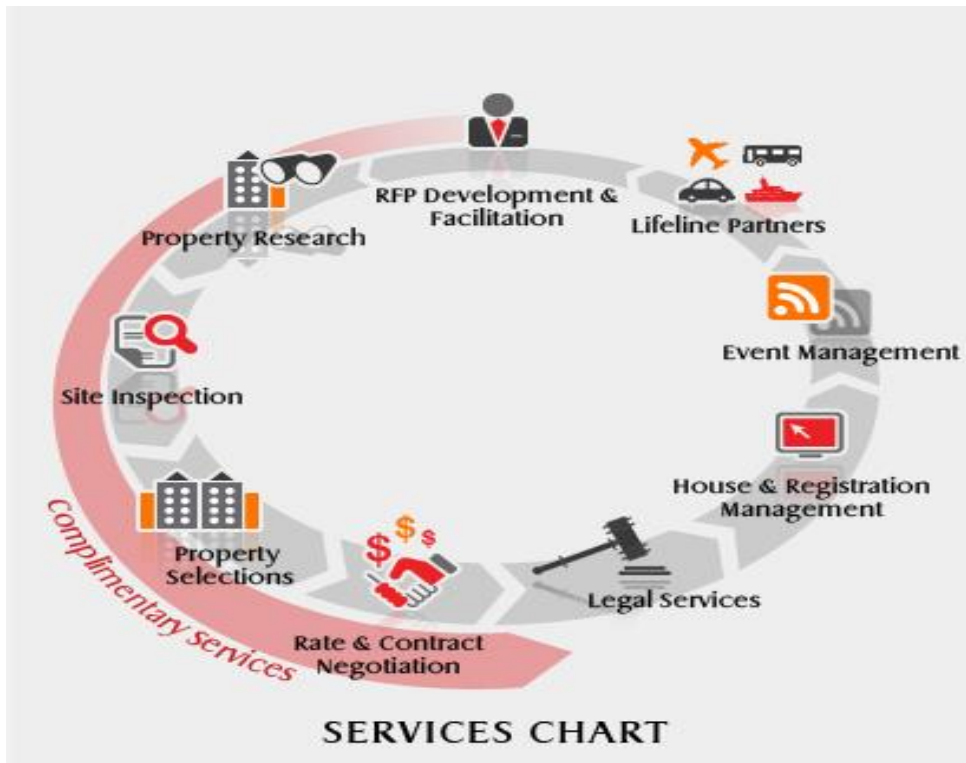 RFP Development &
Facilitation
Lifeline Partners
Property Research
Event Management
Site Inspection
House & Registration
Management
Property
Selections
Legal Services
Rate & Contract
Negotiation
Complimentary Services
SERVICES CHART